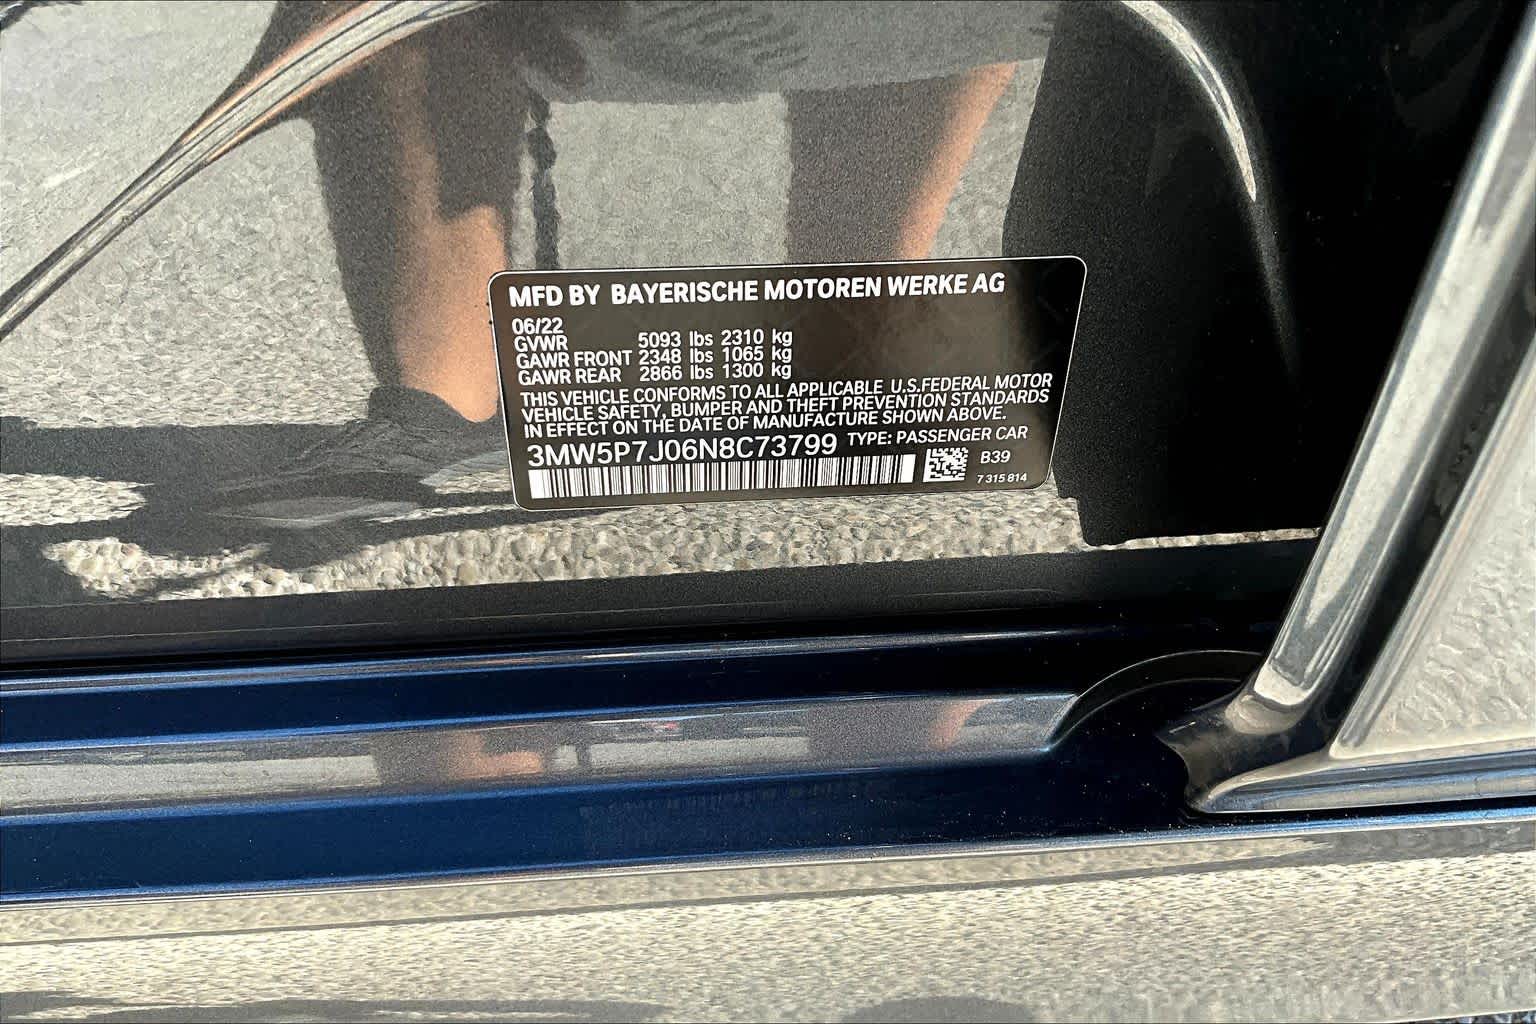 MFD BY BAYERISCHE MOTOREN WERKE AG
06/22
GVWR 5093 lbs 2310 kg
GAWR FRONT 2348 lbs 1065 kg
GAWR REAR 2866 lbs 1300 kg
THIS VEHICLE CONFORMS TO ALL APPLICABLE U.S.FEDERAL MOTOR
VEHICLE SAFETY, BUMPER AND THEFT PREVENTION STANDARDS
IN EFFECT ON THE DATE OF MANUFACTURE SHOWN ABOVE.
3MW5P7J06N8C73799 TYPE: PASSENGER CAR
B39
7 315 814